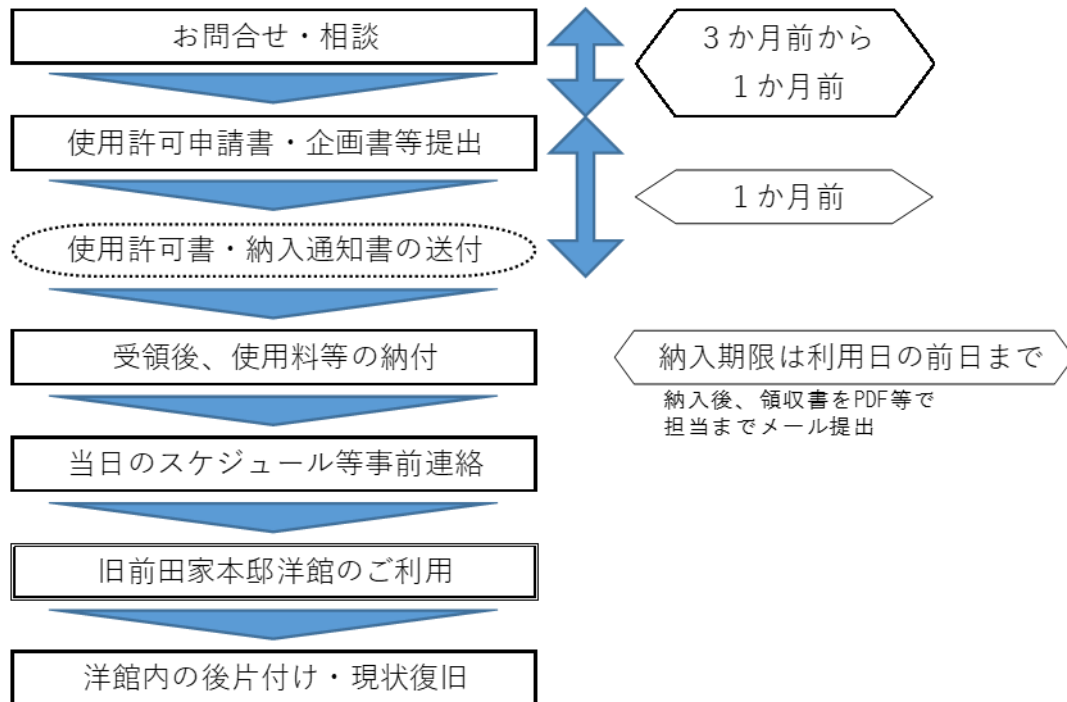 お問合せ・相談
３か月前から
１か月前
使用許可申請書・企画書等提出
１か月前
使用許可書・納入通知書の送付
受領後、使用料等の納付
納入期限は利用日の前日まで
納入後、領収書をPDF等で
担当までメール提出
当日のスケジュール等事前連絡
旧前田家本邸洋館のご利用
洋館内の後片付け・現状復旧